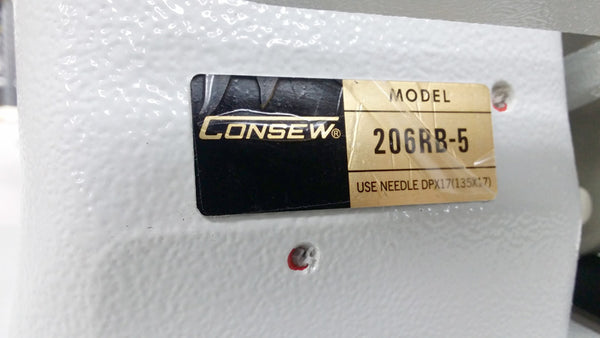 CONSEW®
MODEL
206RB-5
USE NEEDLE DPX17(135X17)